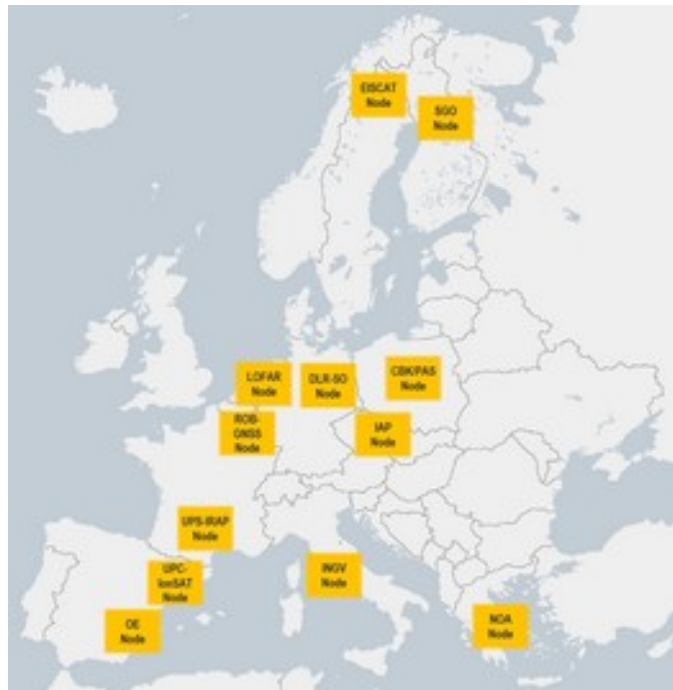 EISCAT
Node
SGO
Node
LOFAR
Node
DLR-SO
Node
CBK/PAS
Node
ROB-
GNSS
Node
IAP
Node
UPS-IRAP
Node
UPC-
IonSAT
Node
INGV
Node
OE
Node
NOA
Node